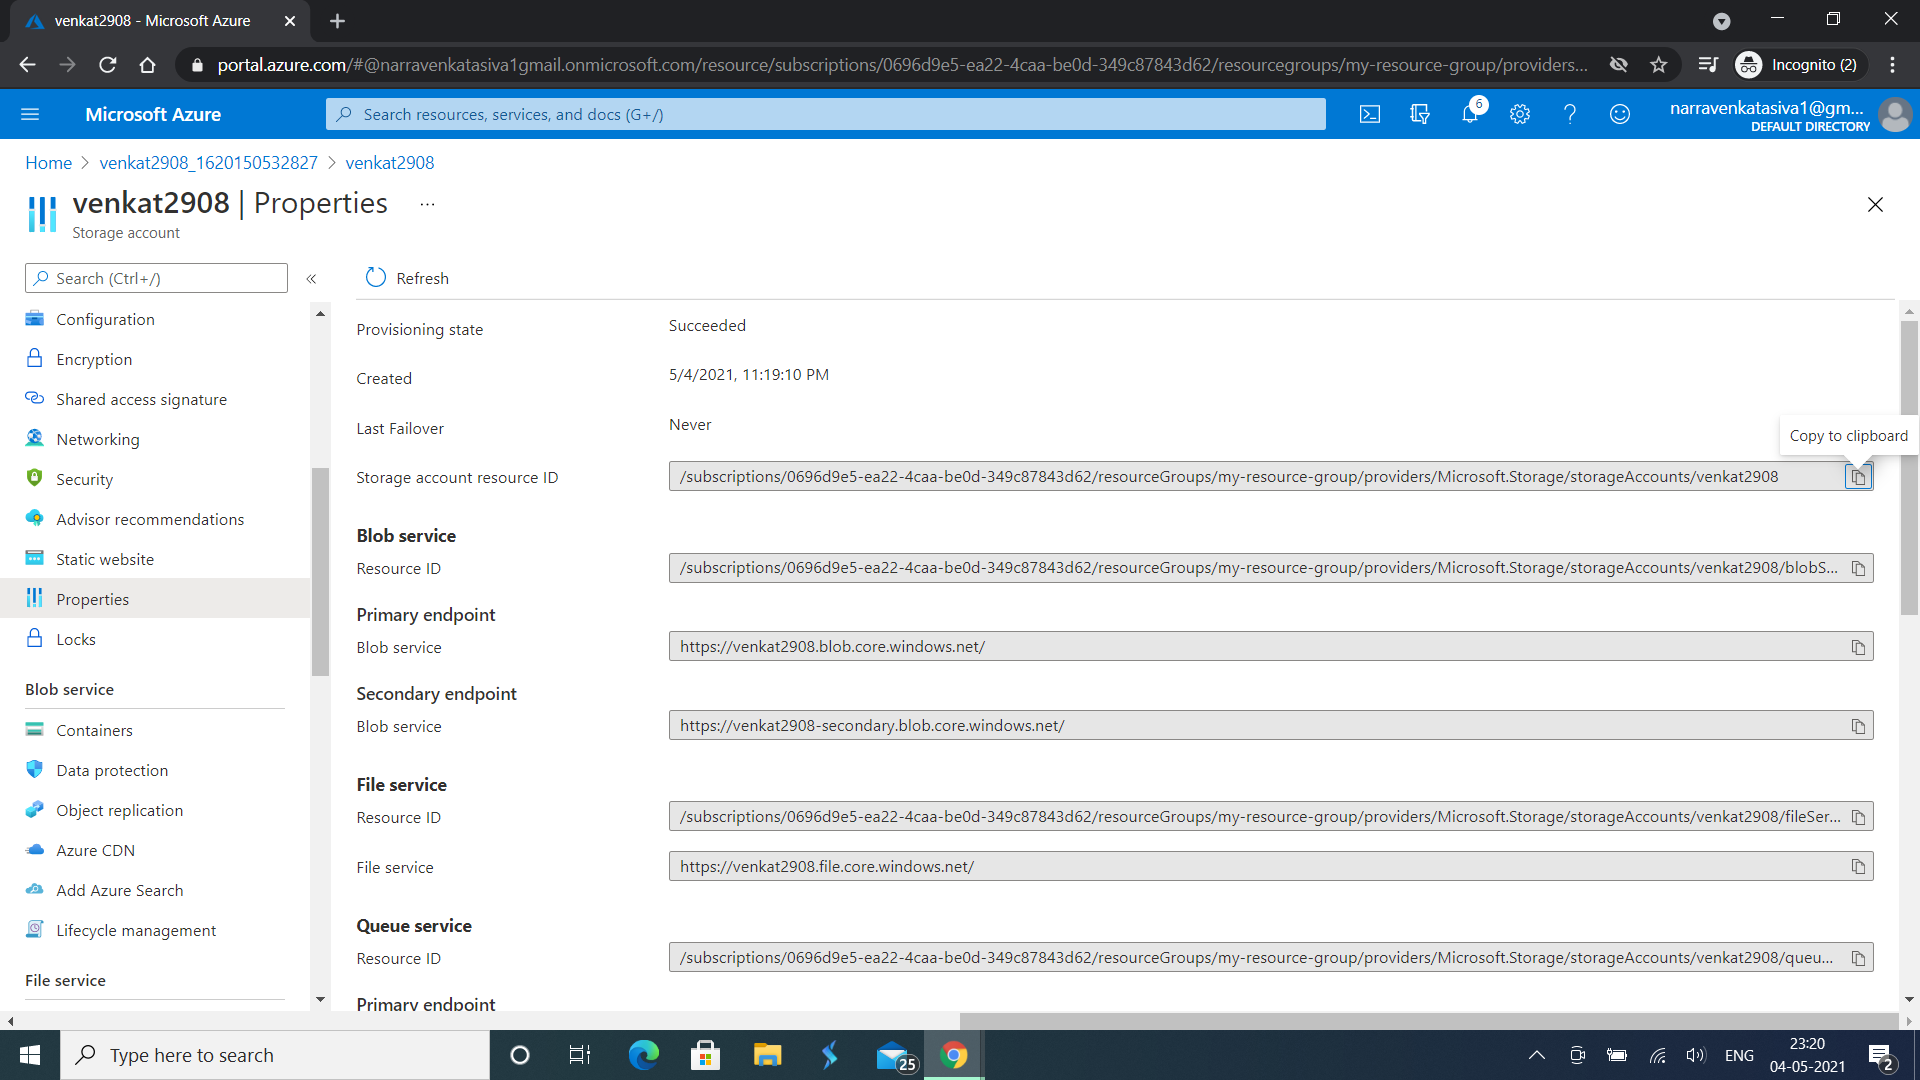 venkat2908 - Microsoft Azure
portal.azure.com/#@narravenkatasiva1gmail.onmicrosoft.com/resource/subscriptions/0696d9e5-ea22-4caa-be0d-349c87843d62/resourcegroups/my-resource-group/providers...
Incognito (2)
Microsoft Azure
Search resources, services, and docs (G+/)
6
narravenkatasiva1@gm...
DEFAULT DIRECTORY
Home > venkat2908_1620150532827 > venkat2908
venkat2908 | Properties ...
Storage account
Search (Ctrl+/)
«
Configuration
Encryption
Shared access signature
Networking
Security
Advisor recommendations
Static website
Properties
Locks
Blob service
Containers
Data protection
Object replication
Azure CDN
Add Azure Search
Lifecycle management
File service
Refresh
Provisioning state
Succeeded
Created
5/4/2021, 11:19:10 PM
Last Failover
Never
Copy to clipboard
Storage account resource ID
/subscriptions/0696d9e5-ea22-4caa-be0d-349c87843d62/resourceGroups/my-resource-group/providers/Microsoft.Storage/storageAccounts/venkat2908
Blob service
Resource ID
/subscriptions/0696d9e5-ea22-4caa-be0d-349c87843d62/resourceGroups/my-resource-group/providers/Microsoft.Storage/storageAccounts/venkat2908/blobS...
Primary endpoint
Blob service
https://venkat2908.blob.core.windows.net/
Secondary endpoint
Blob service
https://venkat2908-secondary.blob.core.windows.net/
File service
Resource ID
/subscriptions/0696d9e5-ea22-4caa-be0d-349c87843d62/resourceGroups/my-resource-group/providers/Microsoft.Storage/storageAccounts/venkat2908/fileSer...
File service
https://venkat2908.file.core.windows.net/
Queue service
Resource ID
/subscriptions/0696d9e5-ea22-4caa-be0d-349c87843d62/resourceGroups/my-resource-group/providers/Microsoft.Storage/storageAccounts/venkat2908/queu...
Primary endpoint
Type here to search
25
ENG
23:20
04-05-2021
2